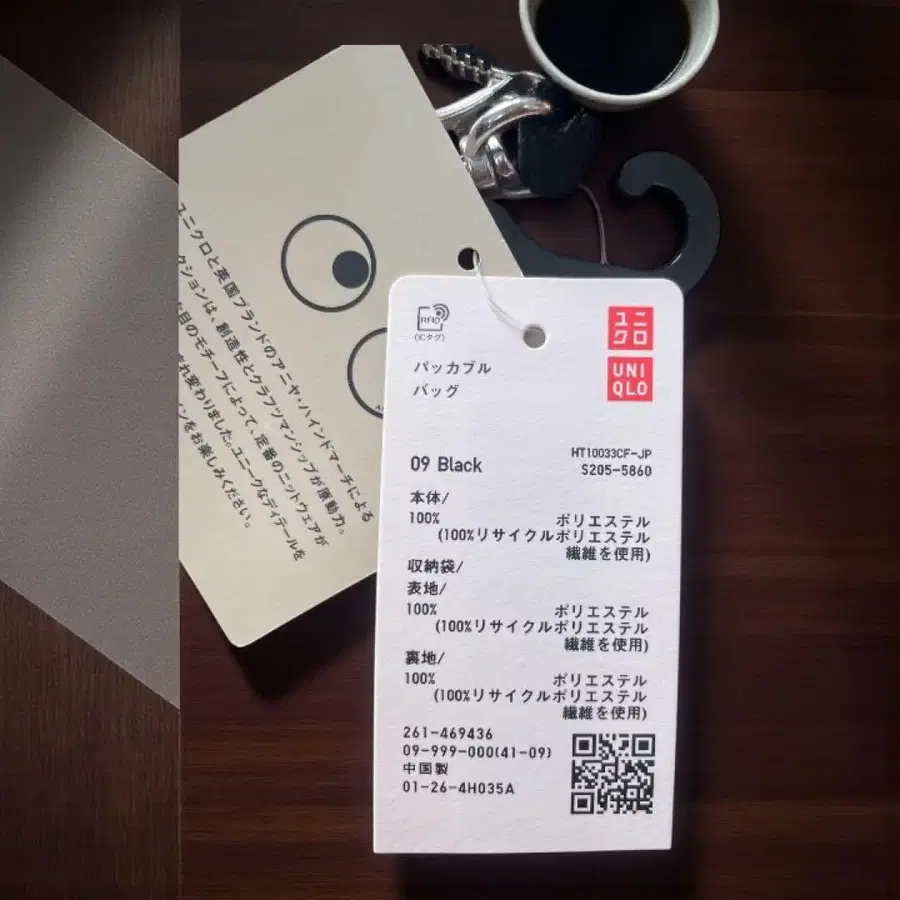 ユニクロと英国ブランドのアニヤ・ハインドマーチによる
クションは、創造性とクラフツマンシップが原動力。
目のモチーフによって、定番のニットウェアが
れ変わりました。ユニークなディテールを
ンをお楽しみください。
RFID
(ICタグ)
ユニ
クロ
UNI
QLO
パッカブル
バッグ
09 Black
HT10033CF-JP
S205-5860
本体/
100% ポリエステル
(100%リサイクルポリエステル
繊維を使用)
収納袋/
表地/
100% ポリエステル
(100%リサイクルポリエステル
繊維を使用)
裏地/
100% ポリエステル
(100%リサイクルポリエステル
繊維を使用)
261-469436
09-999-000(41-09)
中国製
01-26-4H035A